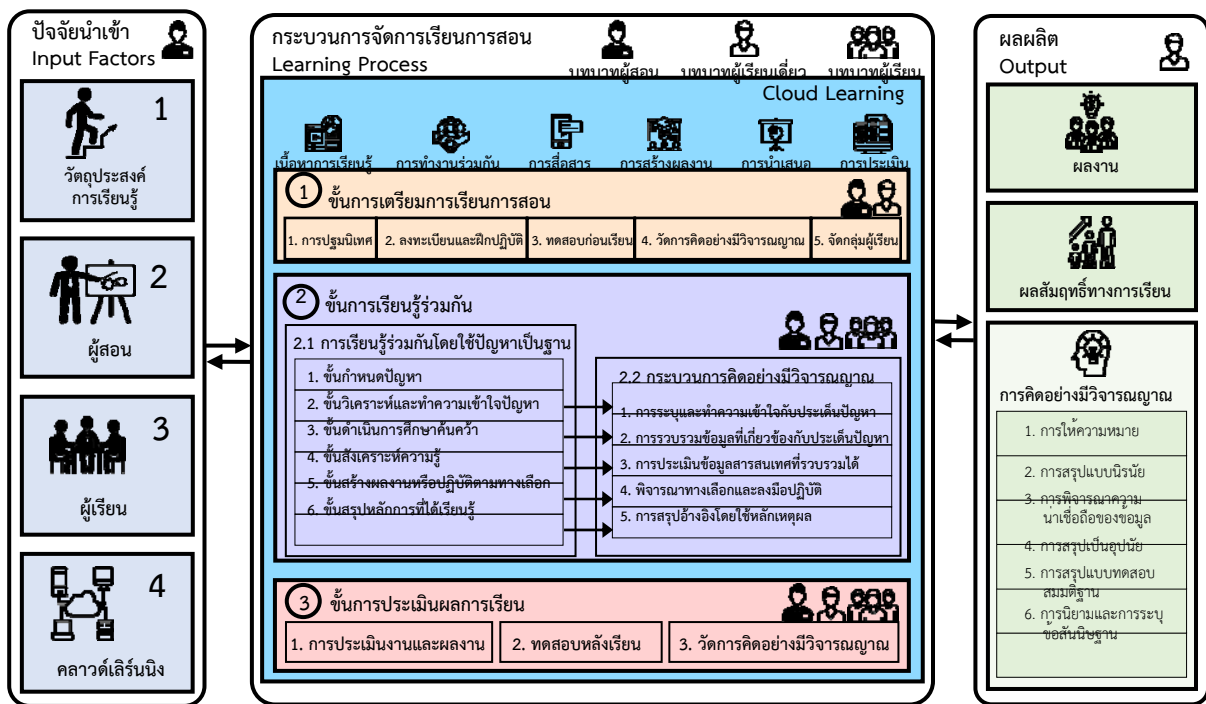 ปัจจัยนำเข้า
Input Factors
1
วัตถุประสงค์
การเรียนรู้
2
ผู้สอน
3
ผู้เรียน
4
คลาวด์เลิร์นนิง
กระบวนการจัดการเรียนการสอน
Learning Process
บทบาทผู้สอน
บทบาทผู้เรียนเดี่ยว
บทบาทผู้เรียน
Cloud Learning
เนื้อหาการเรียนรู้
การทำงานร่วมกัน
การสื่อสาร
การสร้างผลงาน
การนำเสนอ
การประเมิน
1 ขั้นการเตรียมการเรียนการสอน
1. การปฐมนิเทศ
2. ลงทะเบียนและฝึกปฏิบัติ
3. ทดสอบก่อนเรียน
4. วัดการคิดอย่างมีวิจารณญาณ
5. จัดกลุ่มผู้เรียน
2 ขั้นการเรียนรู้ร่วมกัน
2.1 การเรียนรู้ร่วมกันโดยใช้ปัญหาเป็นฐาน
1. ขั้นกำหนดปัญหา
2. ขั้นวิเคราะห์และทำความเข้าใจปัญหา
3. ขั้นดำเนินการศึกษาค้นคว้า
4. ขั้นสังเคราะห์ความรู้
5. ขั้นสร้างผลงานหรือปฏิบัติตามทางเลือก
6. ขั้นสรุปหลักการที่ได้เรียนรู้
2.2 กระบวนการคิดอย่างมีวิจารณญาณ
1. การระบุและทำความเข้าใจกับประเด็นปัญหา
2. การรวบรวมข้อมูลที่เกี่ยวข้องกับประเด็นปัญหา
3. การประเมินข้อมูลสารสนเทศที่รวบรวมได้
4. พิจารณาทางเลือกและลงมือปฏิบัติ
5. การสรุปอ้างอิงโดยใช้หลักเหตุผล
3 ขั้นการประเมินผลการเรียน
1. การประเมินงานและผลงาน
2. ทดสอบหลังเรียน
3. วัดการคิดอย่างมีวิจารณญาณ
ผลผลิต
Output
ผลงาน
ผลสัมฤทธิ์ทางการเรียน
การคิดอย่างมีวิจารณญาณ
1. การให้ความหมาย
2. การสรุปแบบนิรนัย
3. การพิจารณาความ
น่าเชื่อถือของข้อมูล
4. การสรุปเป็นอุปนัย
5. การสรุปแบบทดสอบ
สมมติฐาน
6. การนิยามและการระบุ
ข้อสันนิษฐาน